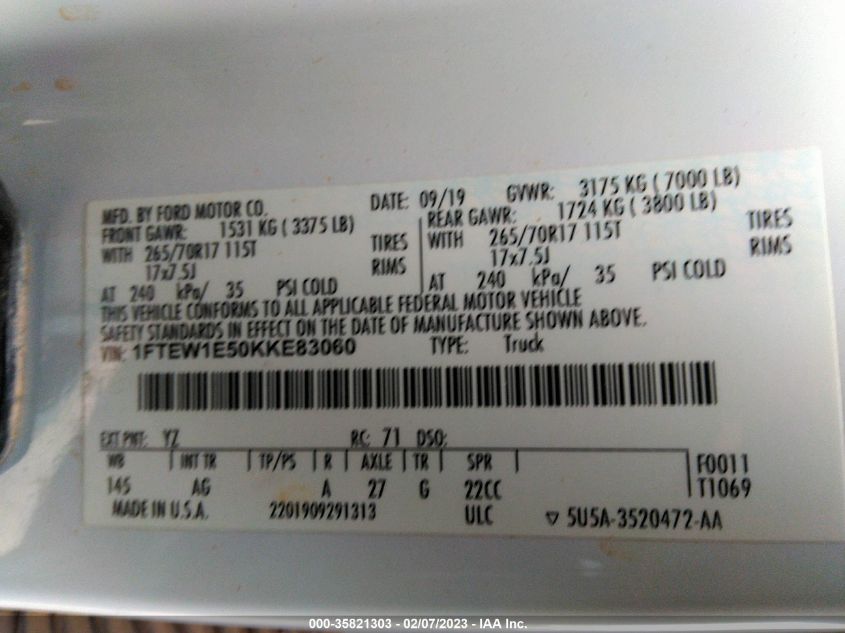 MFD. BY FORD MOTOR CO. DATE: 09/19 GVWR: 3175 KG ( 7000 LB)
FRONT GAWR: 1531 KG ( 3375 LB) REAR GAWR: 1724 KG ( 3800 LB)
WITH 265/70R17 115T TIRES WITH 265/70R17 115T TIRES
17x7.5J RIMS 17x7.5J RIMS
AT 240 kPa/ 35 PSI COLD AT 240 kPa/ 35 PSI COLD
THIS VEHICLE CONFORMS TO ALL APPLICABLE FEDERAL MOTOR VEHICLE
SAFETY STANDARDS IN EFFECT ON THE DATE OF MANUFACTURE SHOWN ABOVE.
VIN: 1FTEW1E50KKE83060 TYPE: Truck
EXT PNT: YZ RC: 71 DSO:
WB INT TR TP/PS R AXLE TR SPR F0011
145 AG A 27 G 22CC T1069
MADE IN U.S.A. 2201909291313 ULC ▽ 5U5A-3520472-AA
000-35821303 - 02/07/2023 - IAA Inc.